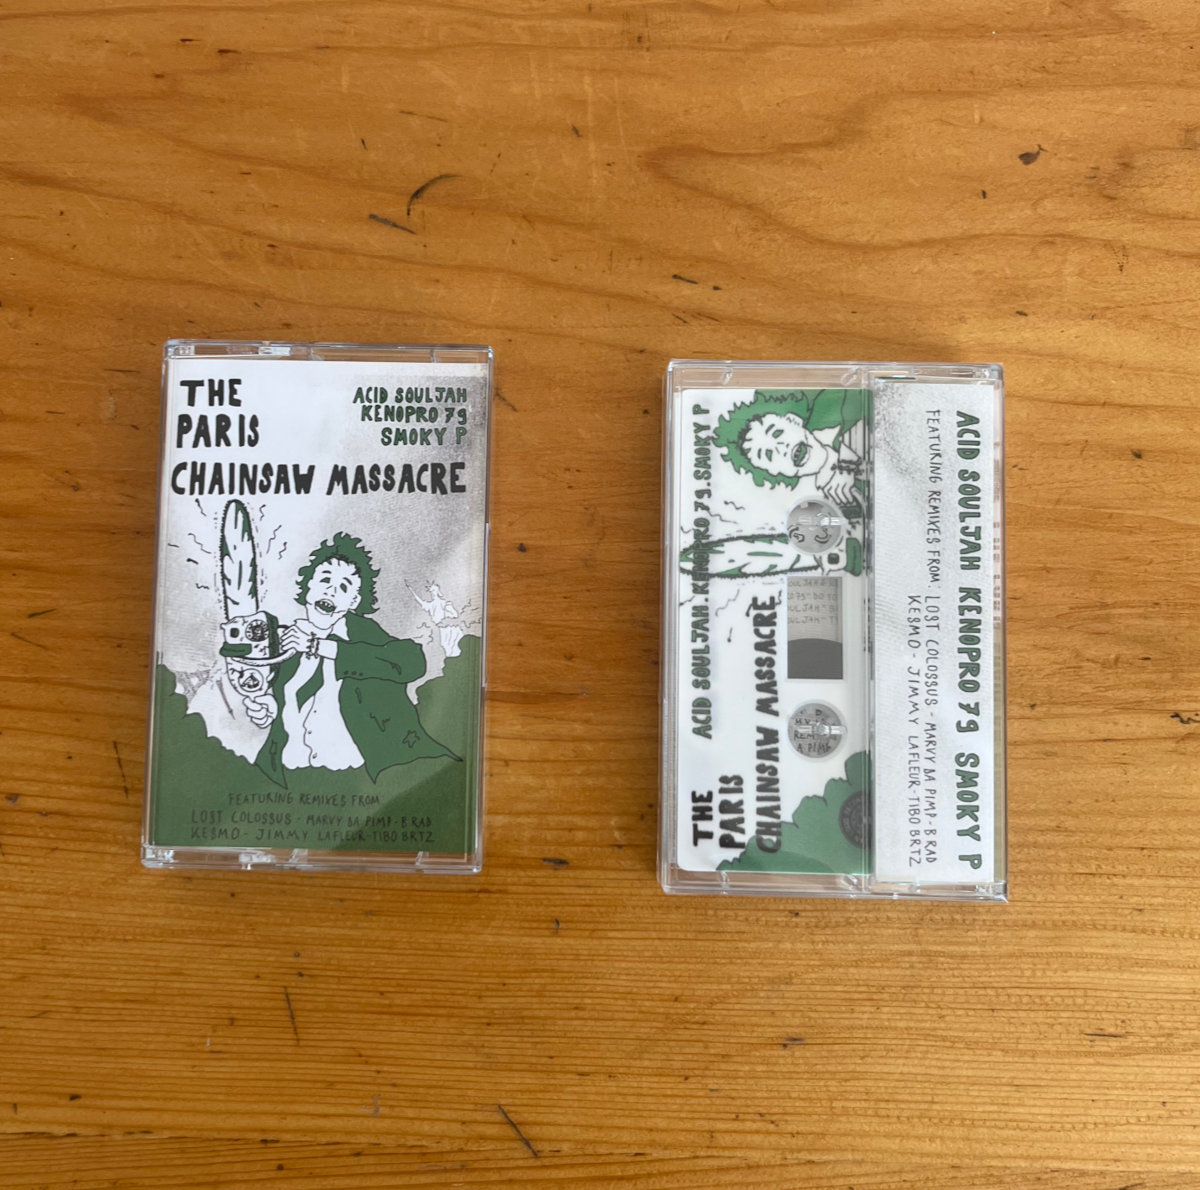 THE
PARIS
CHAINSAW MASSACRE
ACID SOULJAH
KENOPRO 79
SMOKY P
FEATURING REMIXES FROM
LOST COLOSSUS - MARVY DA PIMP - B RAD
KESMO - JIMMY LAFLEUR - TIBO BRTZ
ACID SOULJAH.KENOPRO 79.SMOKY P
THE
PARIS
CHAINSAW MASSACRE
ACID SOULJAH KENOPRO 79 SMOKY P
FEATURING REMIXES FROM LOST COLOSSUS - MARVY DA PIMP - B RAD
KESMO - JIMMY LAFLEUR - TIBO BRTZ